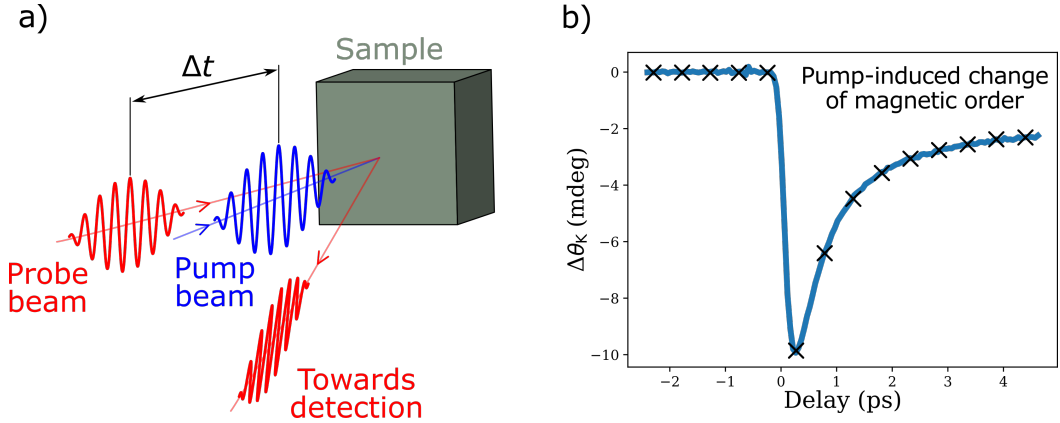 a)
Δt
Sample
Probe
beam
Pump
beam
Towards
detection
b)
Pump-induced change
of magnetic order
0
−2
−4
−6
−8
−10
ΔθK (mdeg)
−2
−1
0
1
2
3
4
Delay (ps)